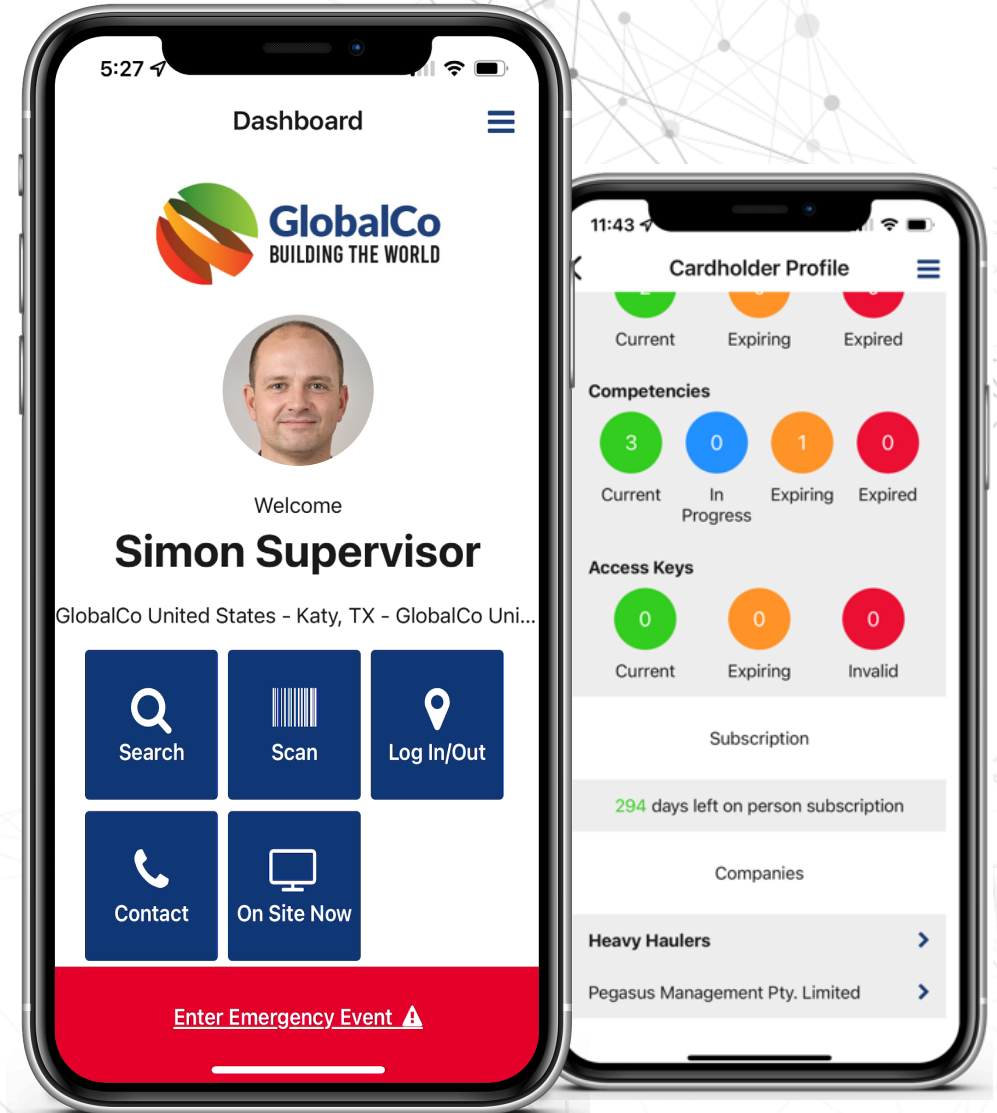 5:27
Dashboard
GlobalCo
BUILDING THE WORLD
Welcome
Simon Supervisor
GlobalCo United States - Katy, TX - GlobalCo Uni...
Search
Scan
Log In/Out
Contact
On Site Now
Enter Emergency Event
11:43
Cardholder Profile
Current Expiring Expired
Competencies
3 0 1 0
Current In Progress Expiring Expired
Access Keys
0 0 0
Current Expiring Invalid
Subscription
294 days left on person subscription
Companies
Heavy Haulers
Pegasus Management Pty. Limited